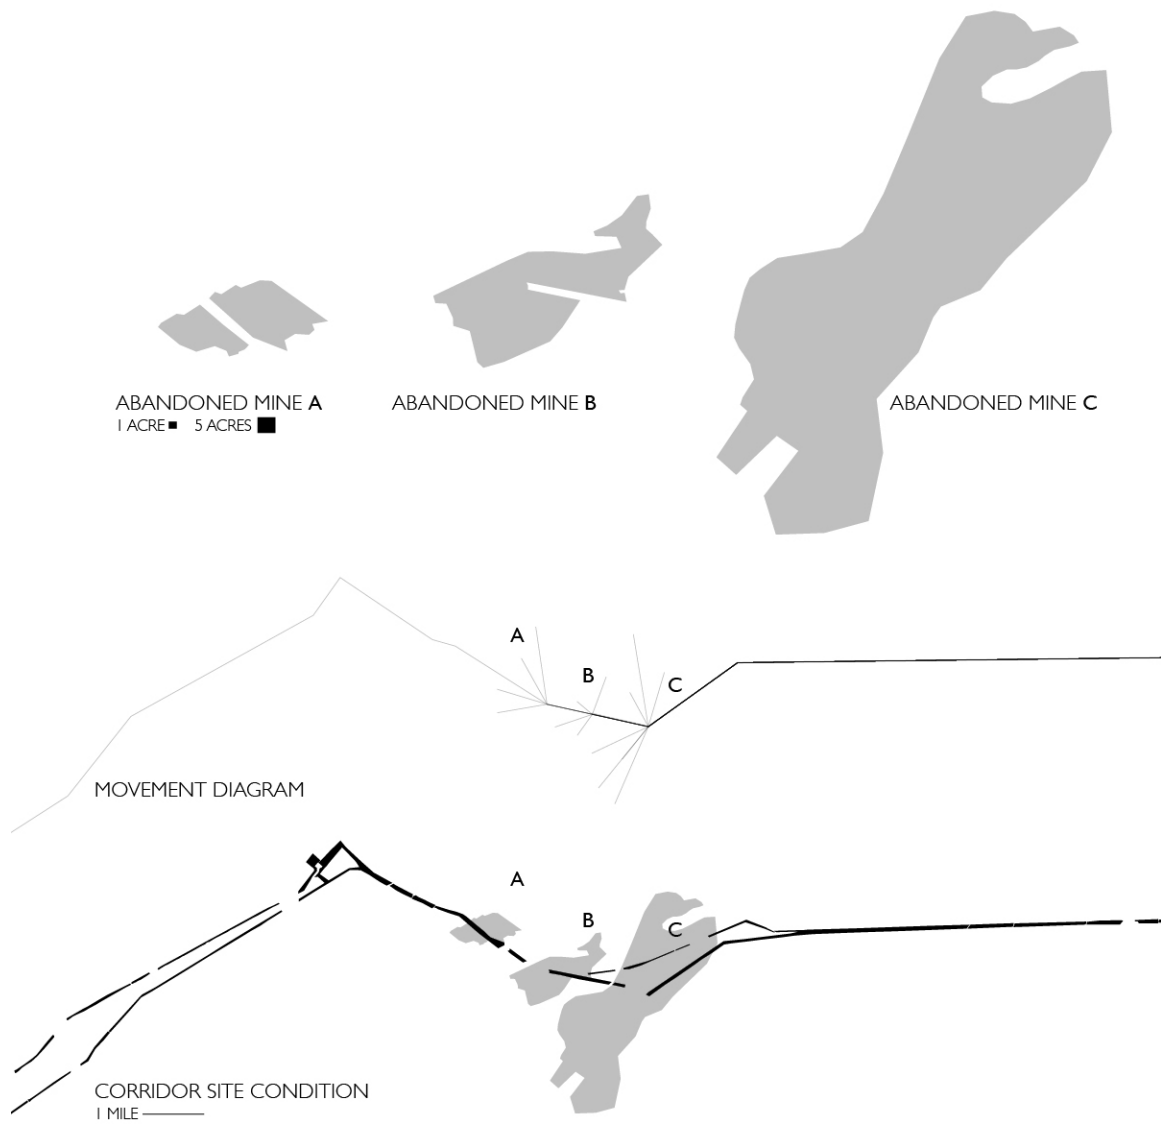 ABANDONED MINE A
1 ACRE 5 ACRES
ABANDONED MINE B
ABANDONED MINE C
A
B
C
MOVEMENT DIAGRAM
A
B
C
CORRIDOR SITE CONDITION
1 MILE